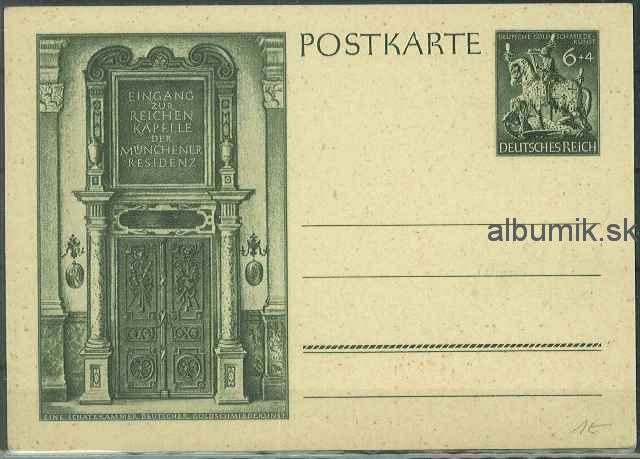 POSTKARTE
DEUTSCHE GOLDSCHMIEDE-
KUNST
6+4
DEUTSCHES REICH
EINGANG
ZUR
REICHEN
KAPELLE
DER
MÜNCHENER
RESIDENZ
albumik.sk
EINE SCHATZKAMMER DEUTSCHER GOLDSCHMIEDEKUNST
1€